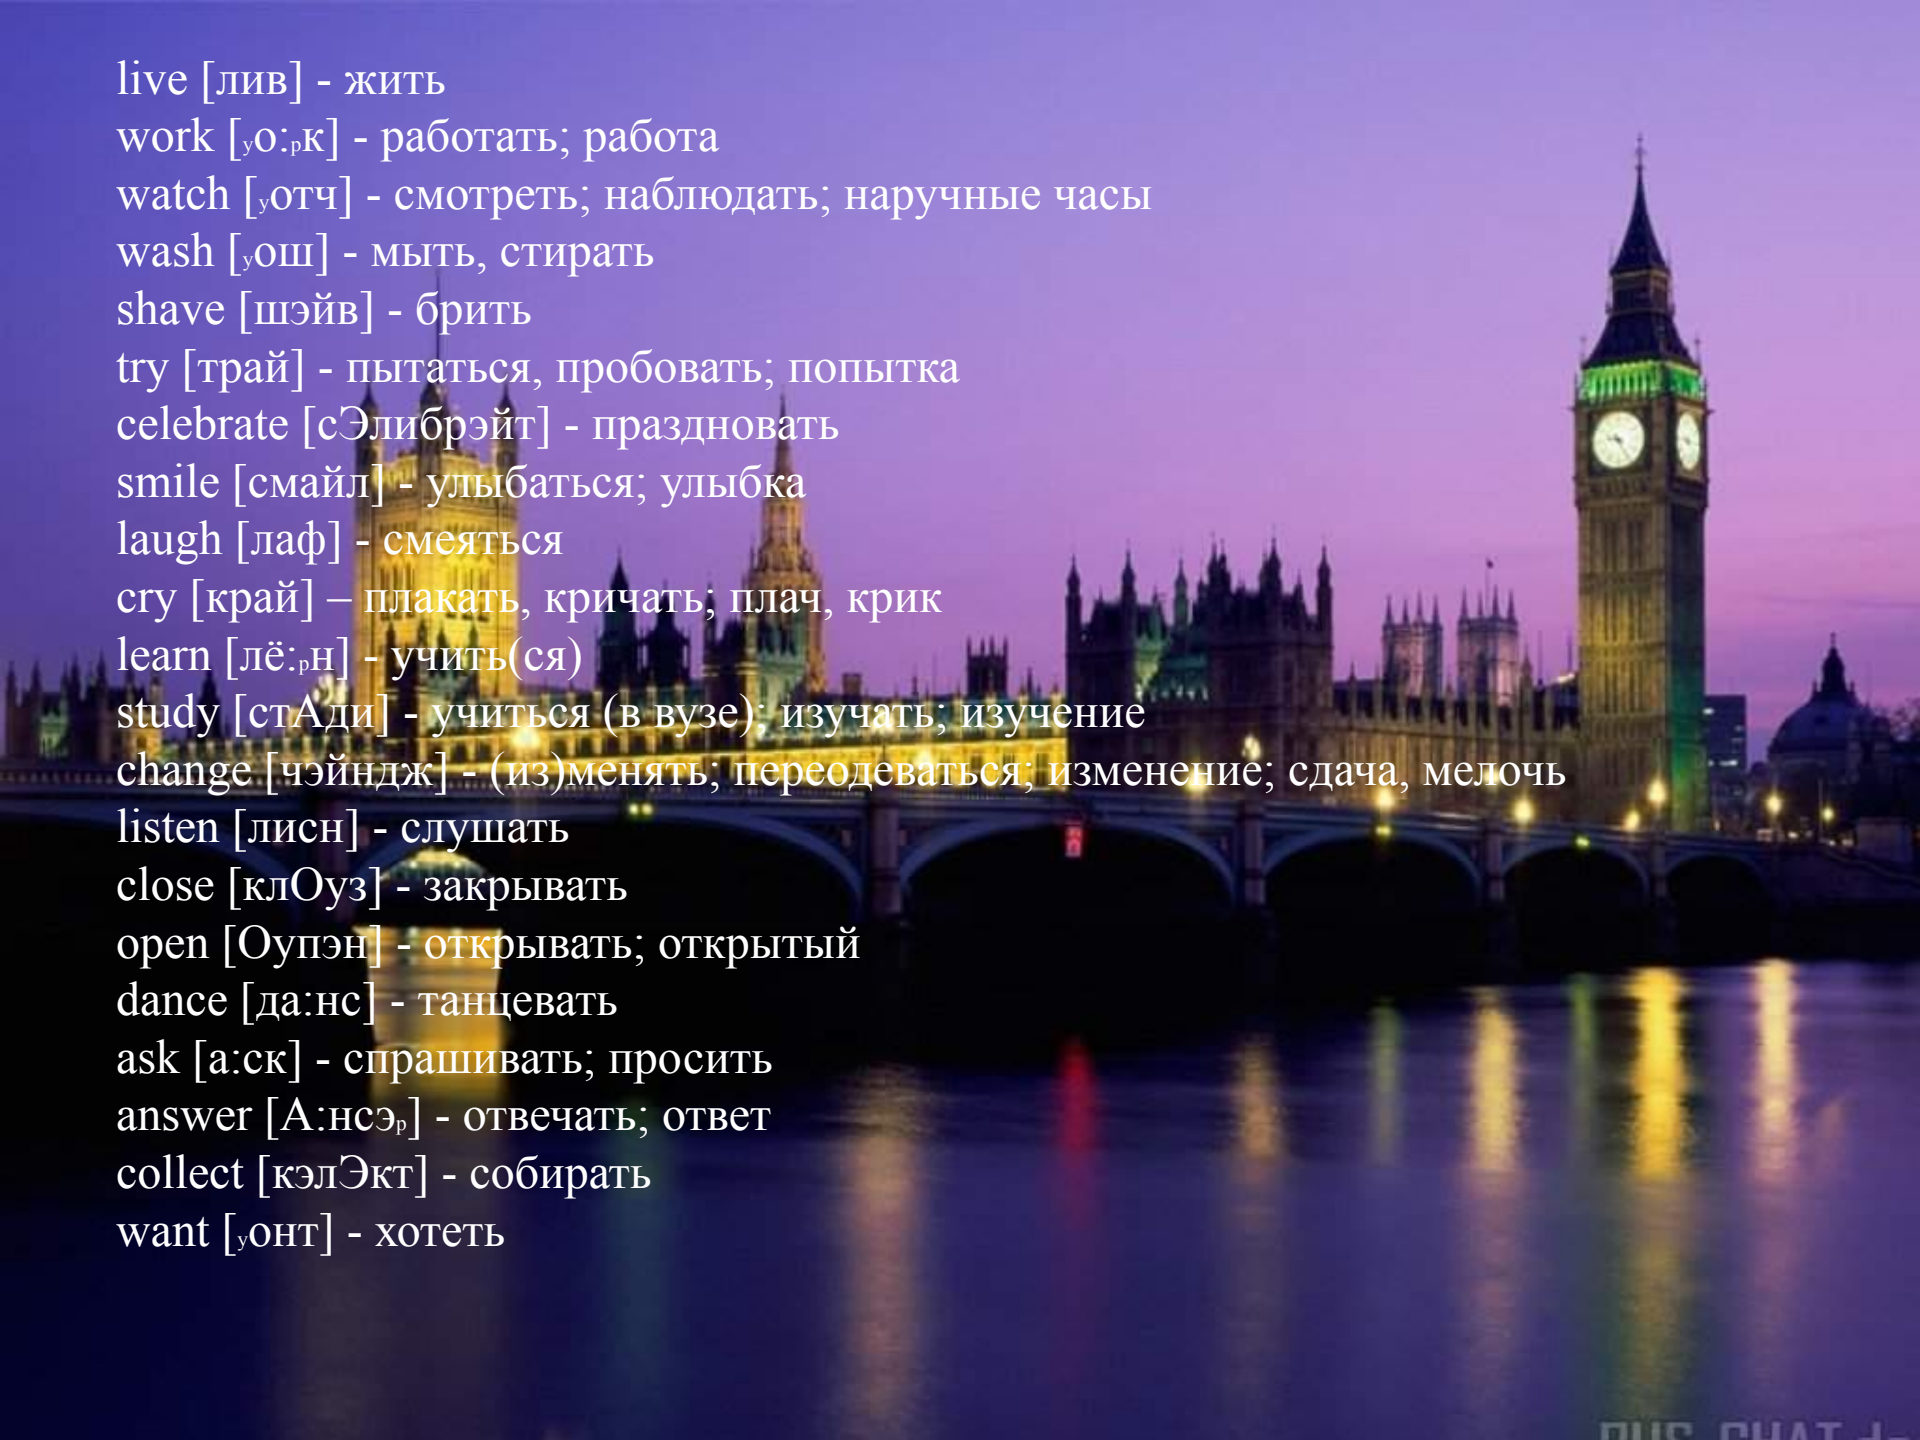 live [лив] - жить
work [уо:рк] - работать; работа
watch [уотч] - смотреть; наблюдать; наручные часы
wash [уош] - мыть, стирать
shave [шэйв] - брить
try [трай] - пытаться, пробовать; попытка
celebrate [сЭлибрэйт] - праздновать
smile [смайл] - улыбаться; улыбка
laugh [лаф] - смеяться
cry [край] – плакать, кричать; плач, крик
learn [лё:рн] - учить(ся)
study [стАди] - учиться (в вузе); изучать; изучение
change [чэйндж] - (из)менять; переодеваться; изменение; сдача, мелочь
listen [лисн] - слушать
close [клОуз] - закрывать
open [Оупэн] - открывать; открытый
dance [да:нс] - танцевать
ask [а:ск] - спрашивать; просить
answer [А:нсэр] - отвечать; ответ
collect [кэлЭкт] - собирать
want [уонт] - хотеть